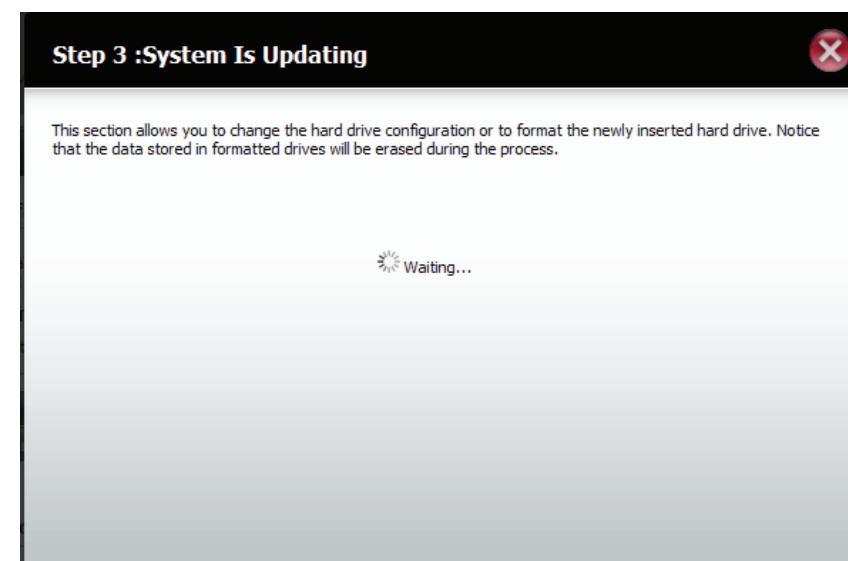 Step 3 :System Is Updating
This section allows you to change the hard drive configuration or to format the newly inserted hard drive. Notice
that the data stored in formatted drives will be erased during the process.
Waiting...